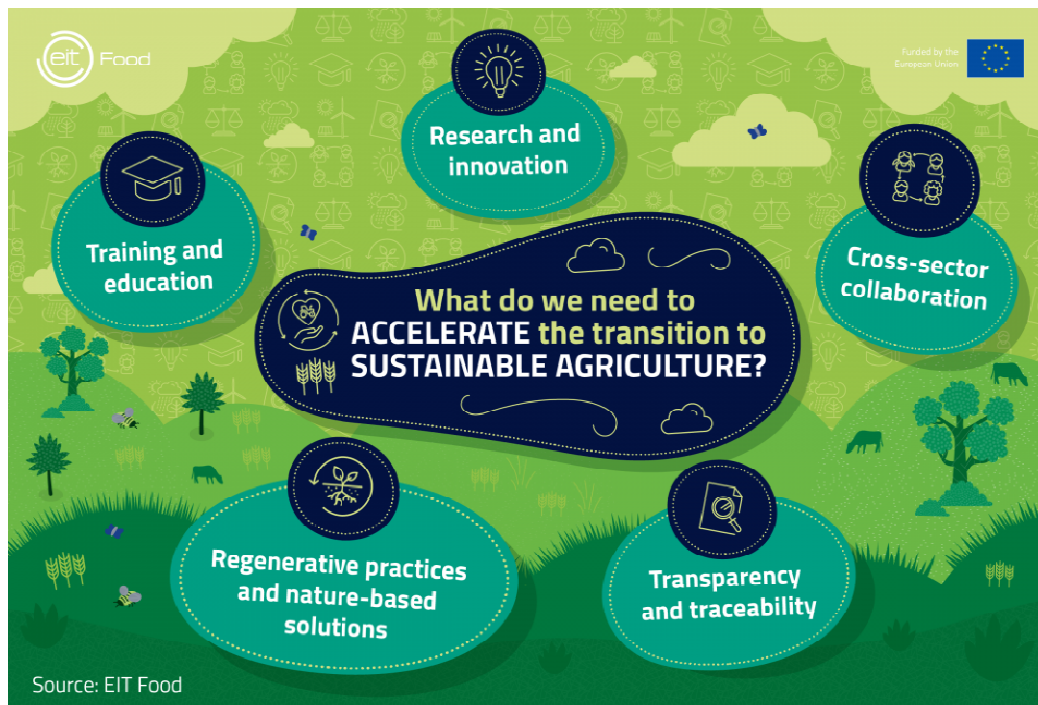 eit Food
Funded by the
European Union
Research and
innovation
Training and
education
Cross-sector
collaboration
What do we need to
ACCELERATE the transition to
SUSTAINABLE AGRICULTURE?
Regenerative practices
and nature-based
solutions
Transparency
and traceability
Source: EIT Food